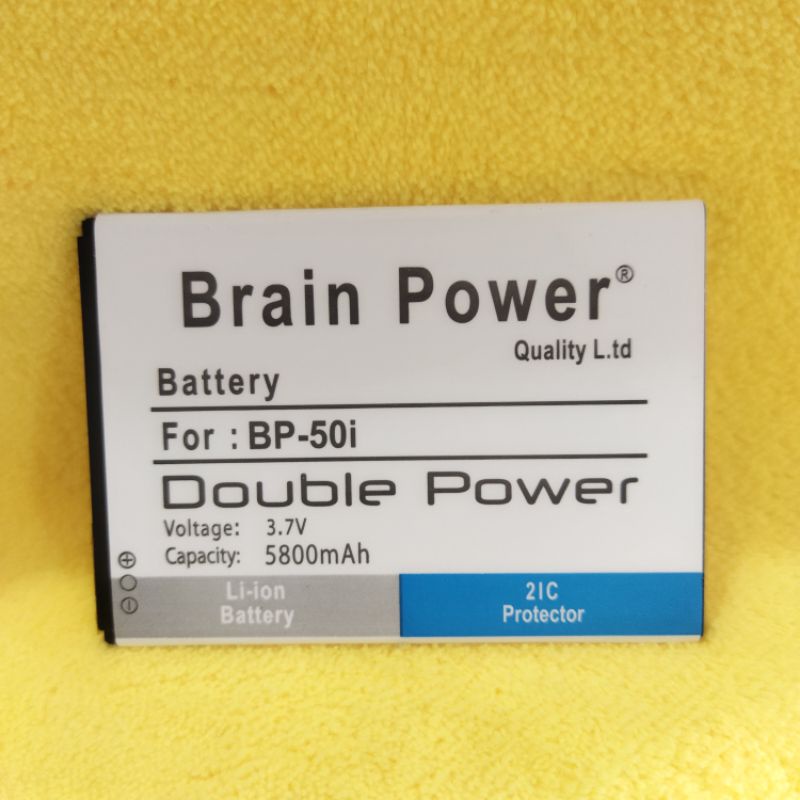 Brain Power®
Quality L.td
Battery
For : BP-50i
Double Power
Voltage: 3.7V
Capacity: 5800mAh
Li-ion
Battery
2IC
Protector